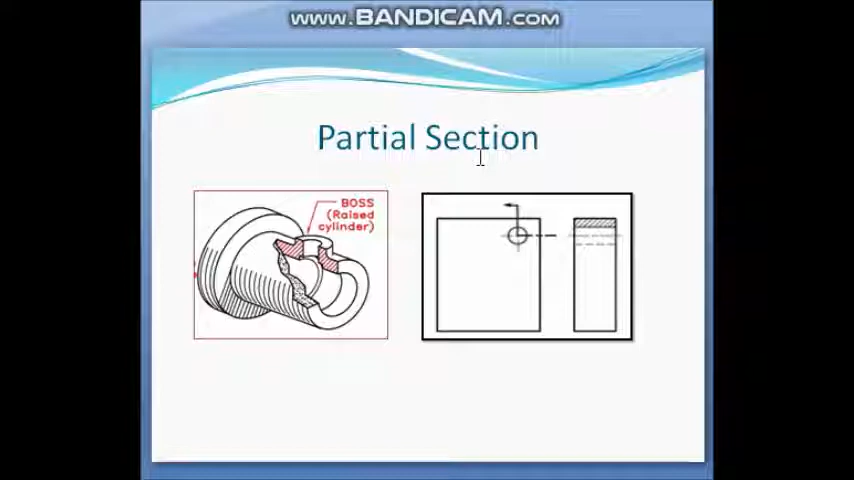 www.BANDICAM.com
Partial Section
BOSS
(Raised
cylinder)